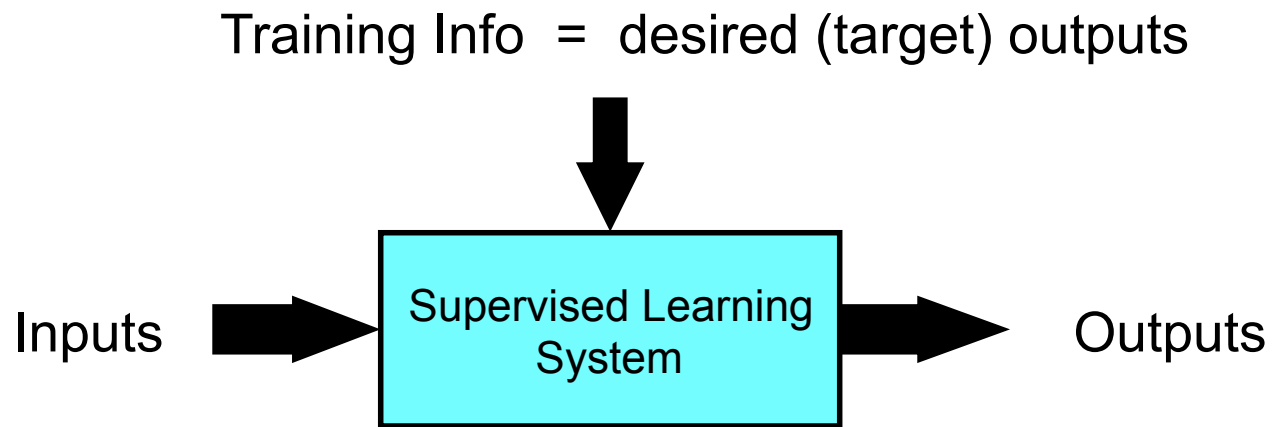 Training Info = desired (target) outputs
Inputs
Supervised Learning
System
Outputs